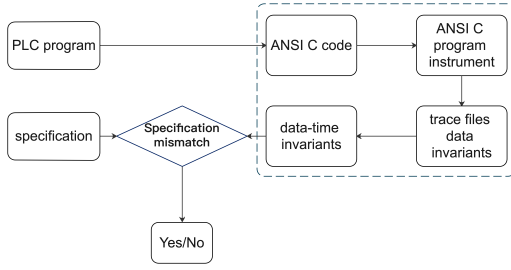 PLC program
ANSI C code
ANSI C
program
instrument
specification
Specification
mismatch
data-time
invariants
trace files
data
invariants
Yes/No